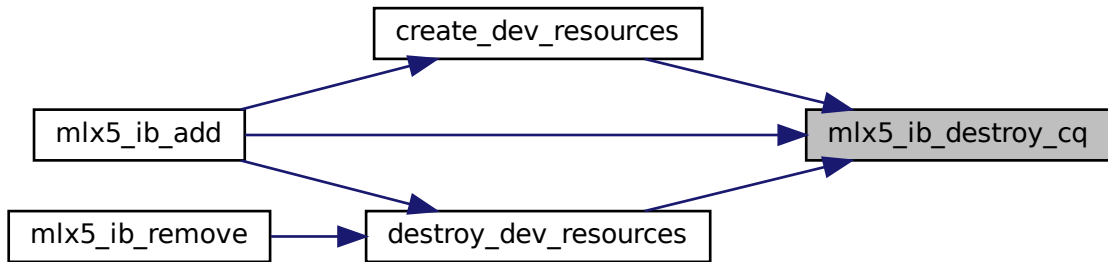 create_dev_resources
mlx5_ib_add
mlx5_ib_destroy_cq
mlx5_ib_remove
destroy_dev_resources